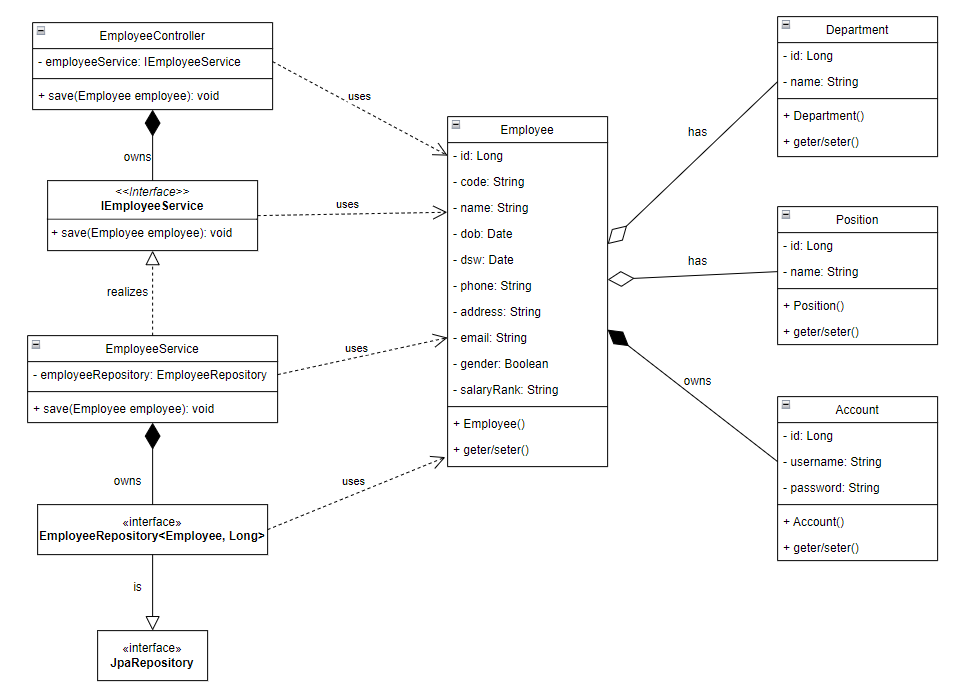 EmployeeController
- employeeService: IEmployeeService
+ save(Employee employee): void
owns
<<Interface>>
IEmployeeService
+ save(Employee employee): void
realizes
EmployeeService
- employeeRepository: EmployeeRepository
+ save(Employee employee): void
owns
«interface»
EmployeeRepository<Employee, Long>
is
«interface»
JpaRepository
uses
uses
uses
uses
Employee
- id: Long
- code: String
- name: String
- dob: Date
- dsw: Date
- phone: String
- address: String
- email: String
- gender: Boolean
- salaryRank: String
+ Employee()
+ geter/seter()
has
has
owns
Department
- id: Long
- name: String
+ Department()
+ geter/seter()
Position
- id: Long
- name: String
+ Position()
+ geter/seter()
Account
- id: Long
- username: String
- password: String
+ Account()
+ geter/seter()